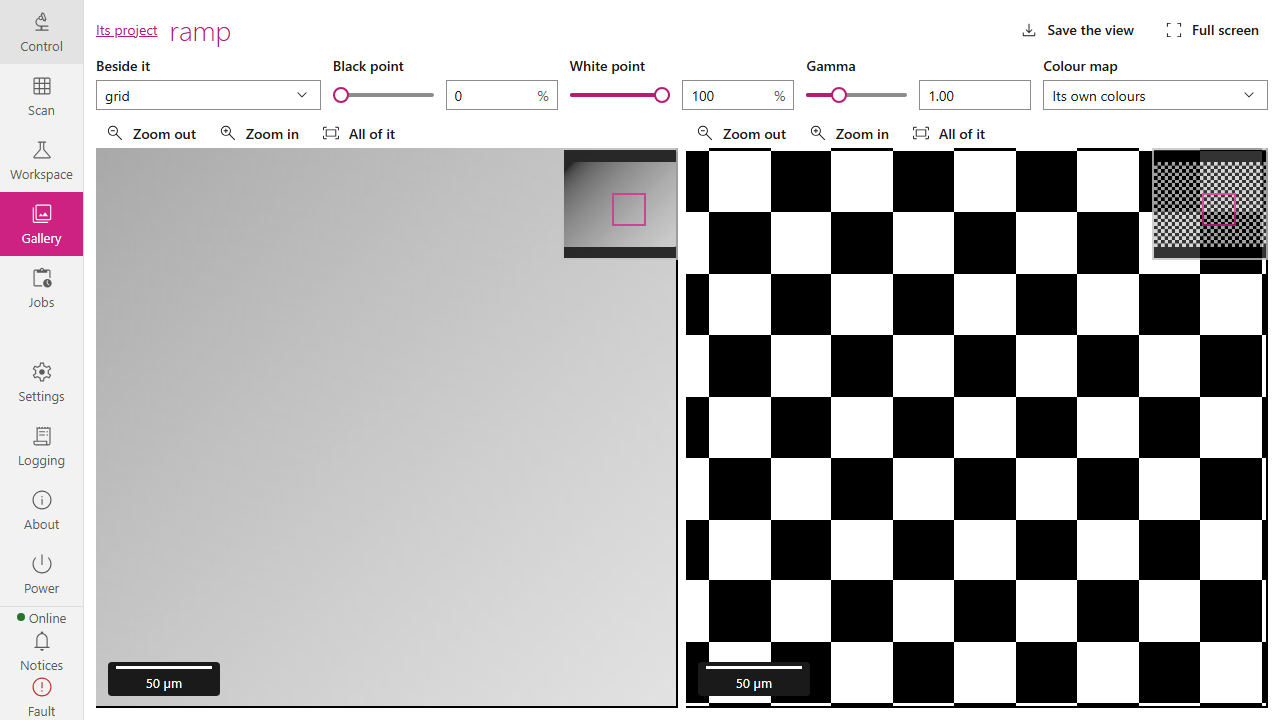 Control
Scan
Workspace
Gallery
Jobs
Settings
Logging
About
Power
Online
Notices
Fault
Its project ramp
Save the view
Full screen
Beside it
grid
Black point
0 %
White point
100 %
Gamma
1.00
Colour map
Its own colours
Zoom out Zoom in All of it
Zoom out Zoom in All of it
50 µm
50 µm